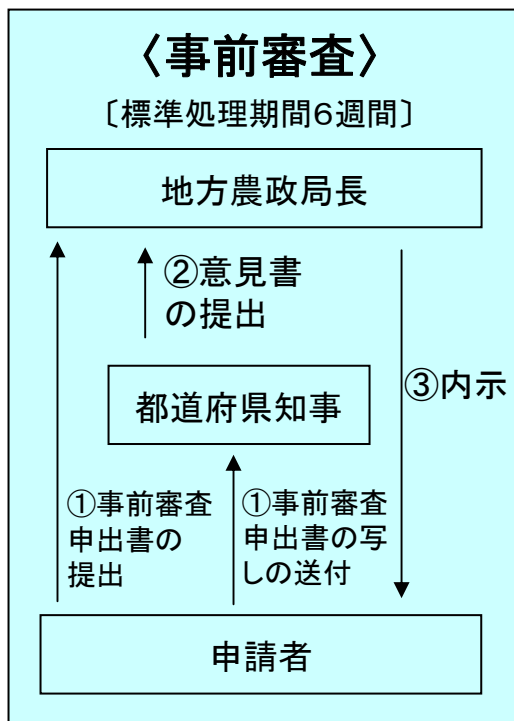 〈事前審査〉
〔標準処理期間6週間〕
地方農政局長
②意見書
の提出
都道府県知事
③内示
①事前審査
申出書の
提出
①事前審査
申出書の写
しの送付
申請者